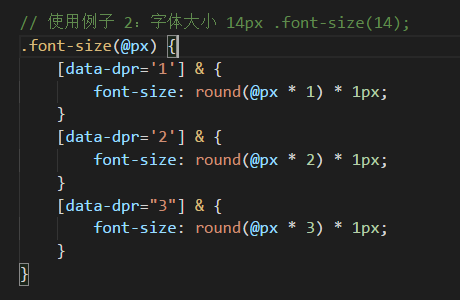 // 使用例子 2：字体大小 14px .font-size(14);
.font-size(@px) {
    [data-dpr='1'] & {
        font-size: round(@px * 1) * 1px;
    }
    [data-dpr='2'] & {
        font-size: round(@px * 2) * 1px;
    }
    [data-dpr="3"] & {
        font-size: round(@px * 3) * 1px;
    }
}